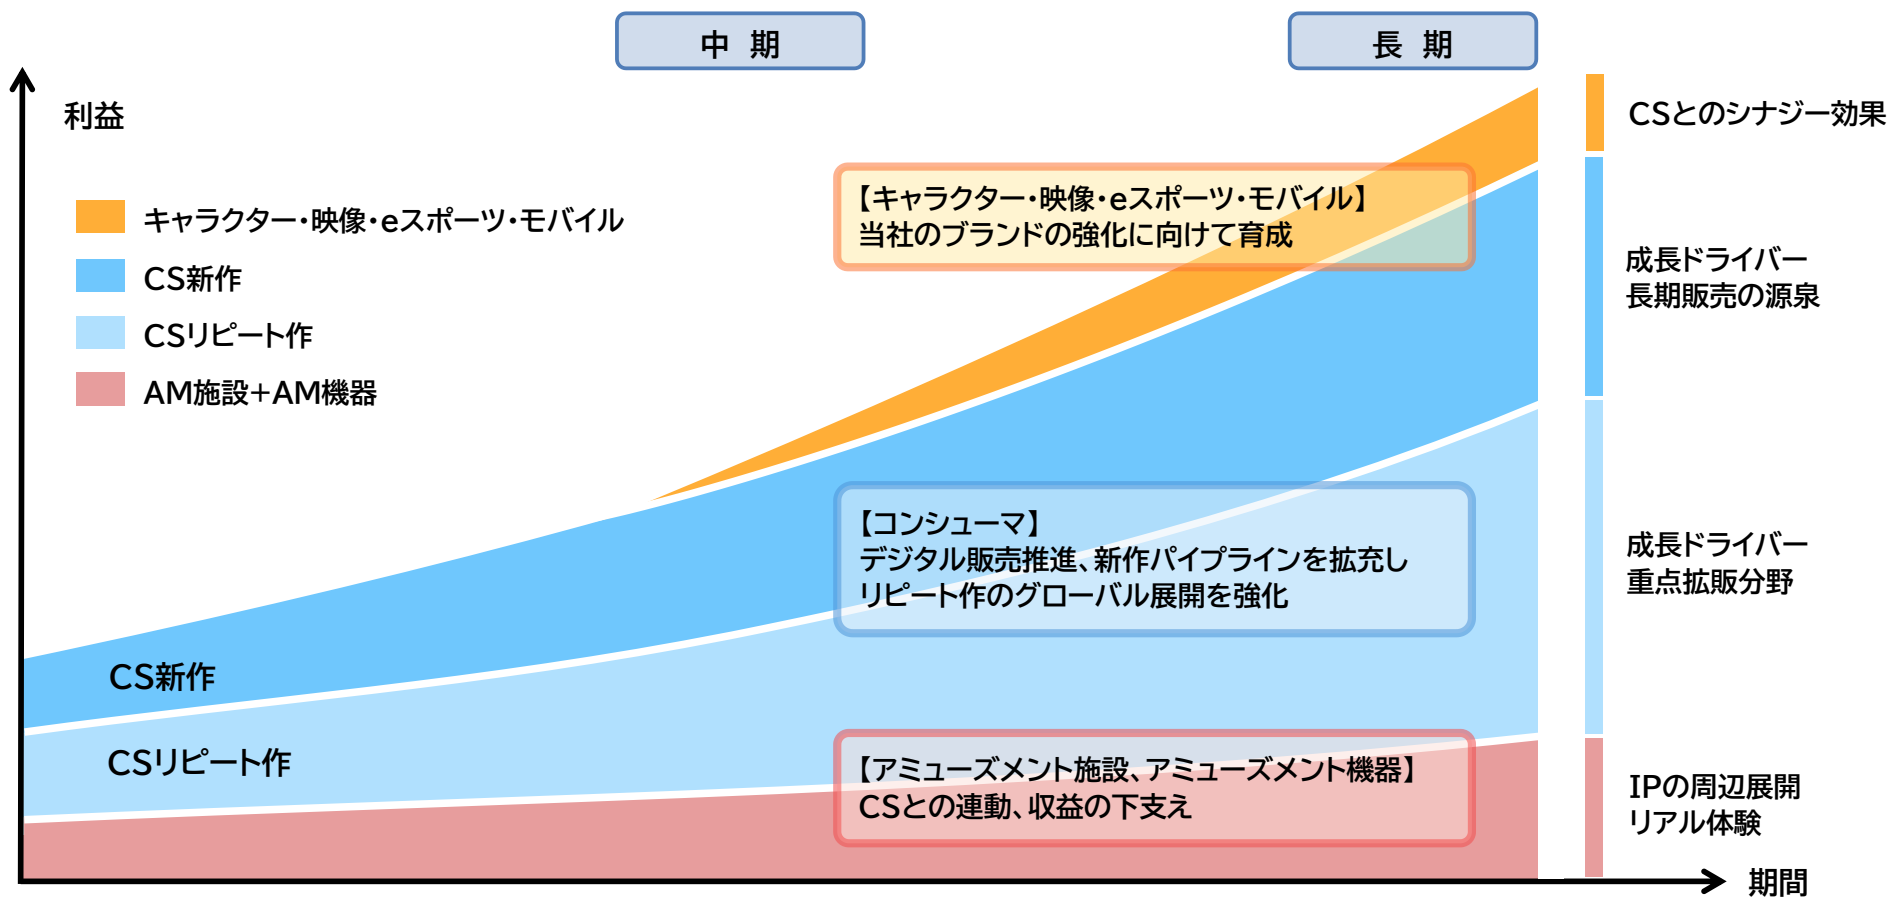 中 期
長 期
利益
キャラクター・映像・eスポーツ・モバイル
CS新作
CSリピート作
AM施設+AM機器
【キャラクター・映像・eスポーツ・モバイル】
当社のブランドの強化に向けて育成
【コンシューマ】
デジタル販売推進、新作パイプラインを拡充し
リピート作のグローバル展開を強化
CS新作
CSリピート作
【アミューズメント施設、アミューズメント機器】
CSとの連動、収益の下支え
CSとのシナジー効果
成長ドライバー
長期販売の源泉
成長ドライバー
重点拡販分野
IPの周辺展開
リアル体験
期間